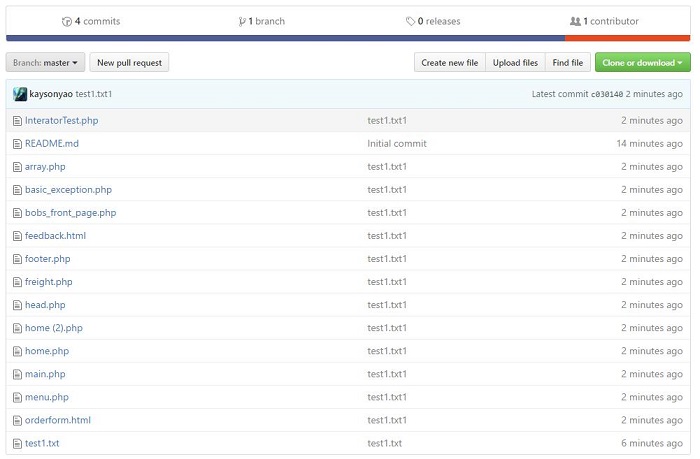 4 commits 1 branch 0 releases 1 contributor
Branch: master New pull request Create new file Upload files Find file Clone or download
kaysonyao test1.txt1 Latest commit c030140 2 minutes ago
InteratorTest.php test1.txt1 2 minutes ago
README.md Initial commit 14 minutes ago
array.php test1.txt1 2 minutes ago
basic_exception.php test1.txt1 2 minutes ago
bobs_front_page.php test1.txt1 2 minutes ago
feedback.html test1.txt1 2 minutes ago
footer.php test1.txt1 2 minutes ago
freight.php test1.txt1 2 minutes ago
head.php test1.txt1 2 minutes ago
home (2).php test1.txt1 2 minutes ago
home.php test1.txt1 2 minutes ago
main.php test1.txt1 2 minutes ago
menu.php test1.txt1 2 minutes ago
orderform.html test1.txt1 2 minutes ago
test1.txt test1.txt 6 minutes ago